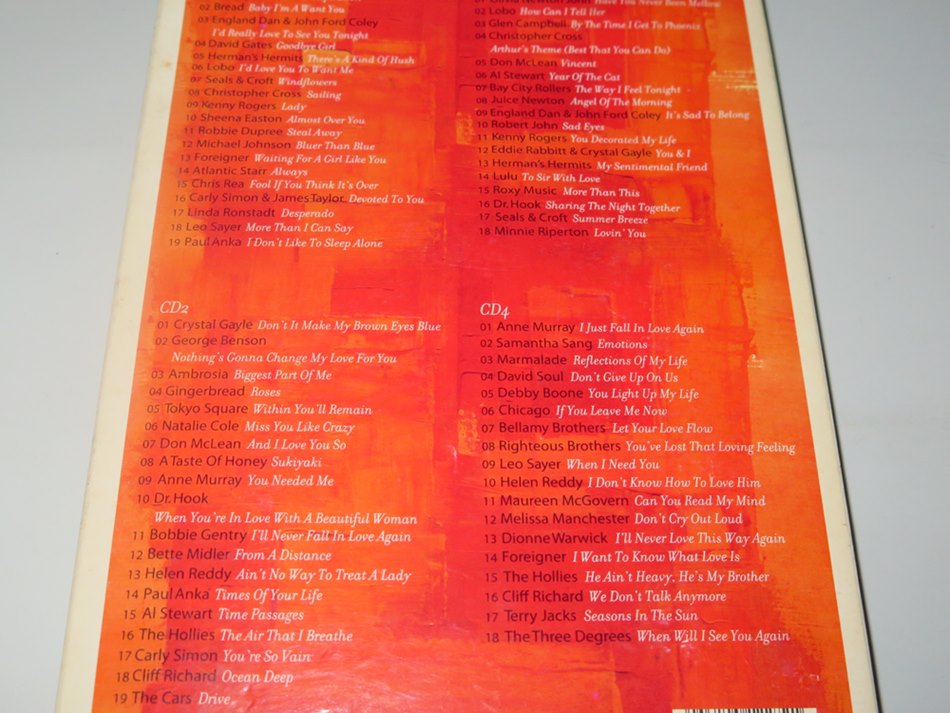 02 Bread Baby I'm A Want You
03 England Dan & John Ford Coley
I'd Really Love To See You Tonight
04 David Gates Goodbye Girl
05 Herman's Hermits There's A Kind Of Hush
06 Lobo I'd Love You To Want Me
07 Seals & Croft Windflowers
08 Christopher Cross Sailing
09 Kenny Rogers Lady
10 Sheena Easton Almost Over You
11 Robbie Dupree Steal Away
12 Michael Johnson Bluer Than Blue
13 Foreigner Waiting For A Girl Like You
14 Atlantic Starr Always
15 Chris Rea Fool If You Think It's Over
16 Carly Simon & James Taylor Devoted To You
17 Linda Ronstadt Desperado
18 Leo Sayer More Than I Can Say
19 Paul Anka I Don't Like To Sleep Alone
CD2
01 Crystal Gayle Don't It Make My Brown Eyes Blue
02 George Benson
Nothing's Gonna Change My Love For You
03 Ambrosia Biggest Part Of Me
04 Gingerbread Roses
05 Tokyo Square Within You'll Remain
06 Natalie Cole Miss You Like Crazy
07 Don McLean And I Love You So
08 A Taste Of Honey Sukiyaki
09 Anne Murray You Needed Me
10 Dr. Hook
When You're In Love With A Beautiful Woman
11 Bobbie Gentry I'll Never Fall In Love Again
12 Bette Midler From A Distance
13 Helen Reddy Ain't No Way To Treat A Lady
14 Paul Anka Times Of Your Life
15 Al Stewart Time Passages
16 The Hollies The Air That I Breathe
17 Carly Simon You're So Vain
18 Cliff Richard Ocean Deep
19 The Cars Drive
01 Olivia Newton John Have You Never Been Mellow
02 Lobo How Can I Tell Her
03 Glen Campbell By The Time I Get To Phoenix
04 Christopher Cross
Arthur's Theme (Best That You Can Do)
05 Don McLean Vincent
06 Al Stewart Year Of The Cat
07 Bay City Rollers The Way I Feel Tonight
08 Juice Newton Angel Of The Morning
09 England Dan & John Ford Coley It's Sad To Belong
10 Robert John Sad Eyes
11 Kenny Rogers You Decorated My Life
12 Eddie Rabbitt & Crystal Gayle You & I
13 Herman's Hermits My Sentimental Friend
14 Lulu To Sir With Love
15 Roxy Music More Than This
16 Dr. Hook Sharing The Night Together
17 Seals & Croft Summer Breeze
18 Minnie Riperton Lovin' You
CD4
01 Anne Murray I Just Fall In Love Again
02 Samantha Sang Emotions
03 Marmalade Reflections Of My Life
04 David Soul Don't Give Up On Us
05 Debby Boone You Light Up My Life
06 Chicago If You Leave Me Now
07 Bellamy Brothers Let Your Love Flow
08 Righteous Brothers You've Lost That Loving Feeling
09 Leo Sayer When I Need You
10 Helen Reddy I Don't Know How To Love Him
11 Maureen McGovern Can You Read My Mind
12 Melissa Manchester Don't Cry Out Loud
13 Dionne Warwick I'll Never Love This Way Again
14 Foreigner I Want To Know What Love Is
15 The Hollies He Ain't Heavy, He's My Brother
16 Cliff Richard We Don't Talk Anymore
17 Terry Jacks Seasons In The Sun
18 The Three Degrees When Will I See You Again